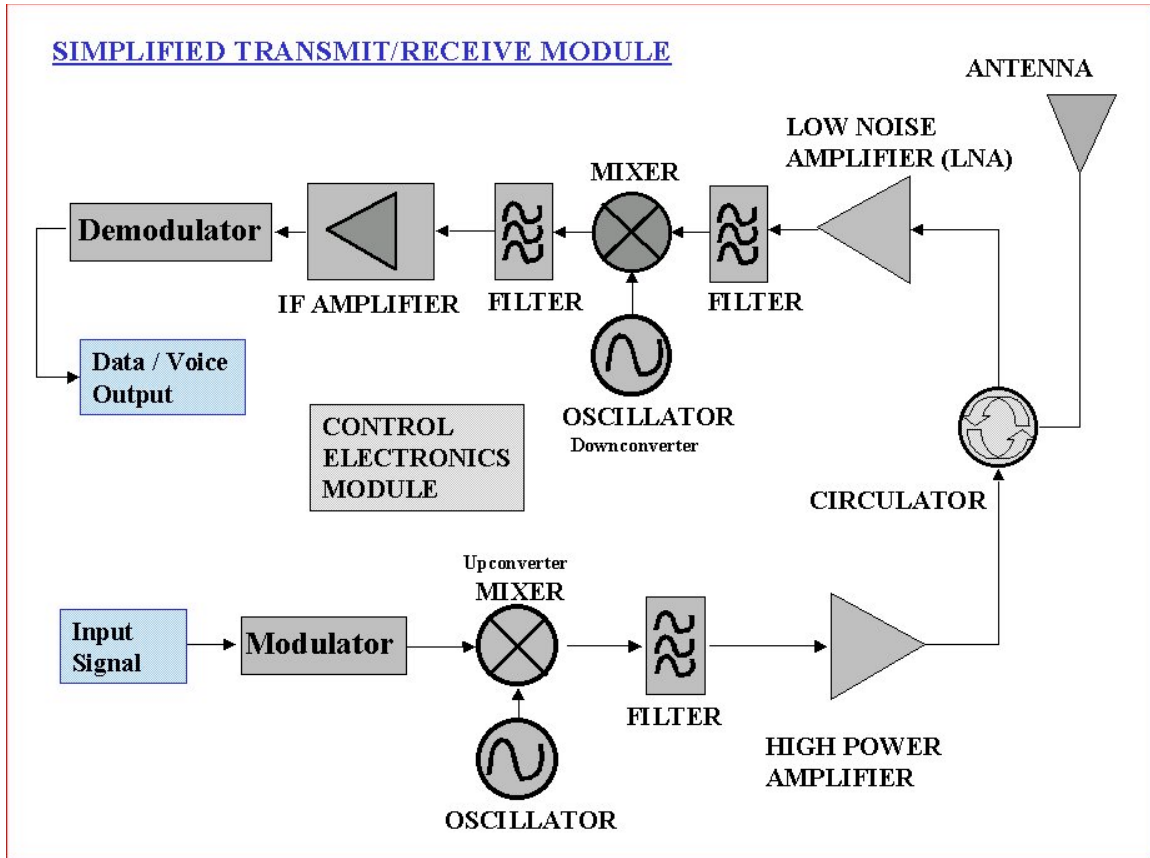 SIMPLIFIED TRANSMIT/RECEIVE MODULE
ANTENNA
LOW NOISE
AMPLIFIER (LNA)
MIXER
Demodulator
IF AMPLIFIER
FILTER
FILTER
Data / Voice
Output
OSCILLATOR
Downconverter
CONTROL
ELECTRONICS
MODULE
CIRCULATOR
Upconverter
MIXER
Input
Signal
Modulator
FILTER
HIGH POWER
AMPLIFIER
OSCILLATOR